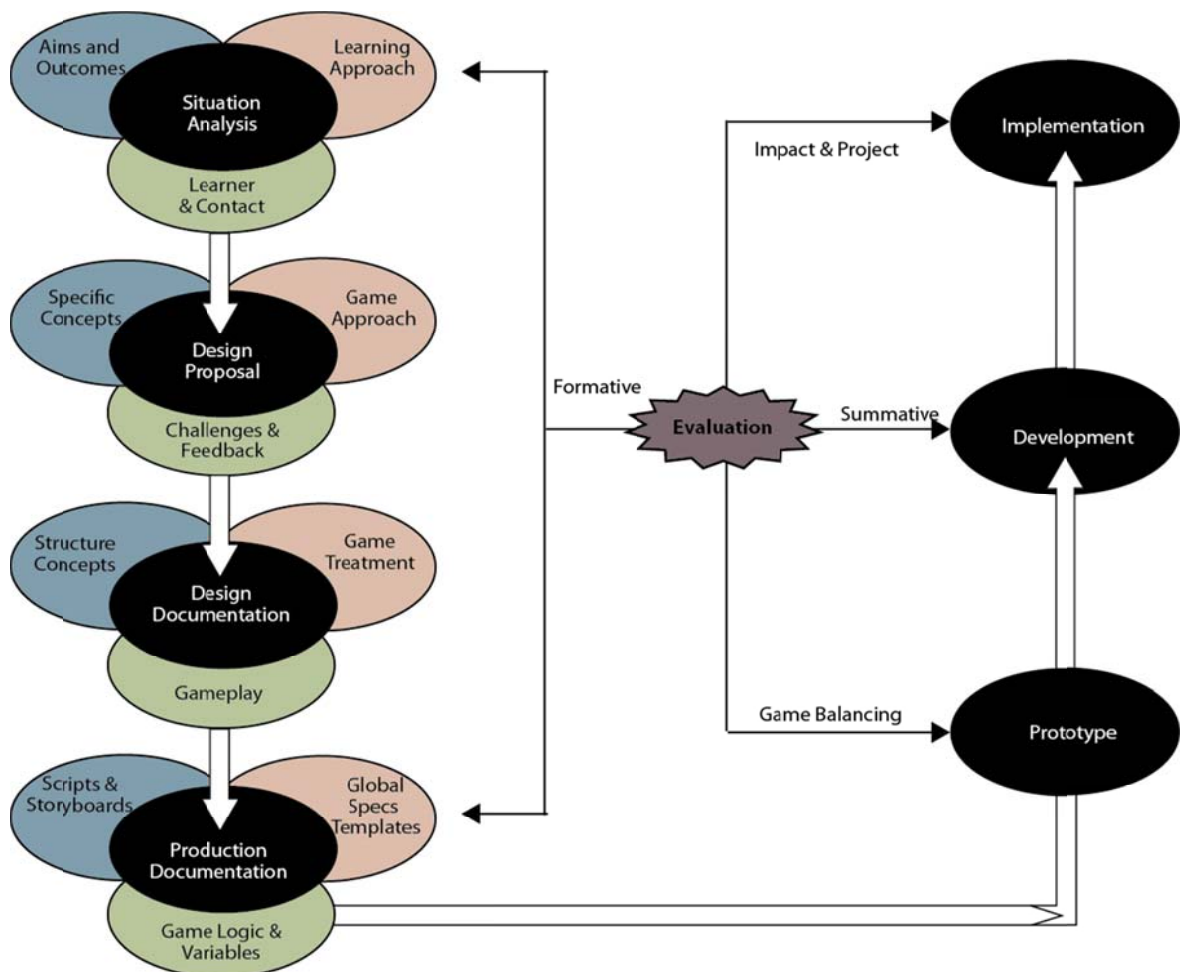 Aims and
Outcomes
Learning
Approach
Situation
Analysis
Learner
& Contact
Specific
Concepts
Game
Approach
Design
Proposal
Challenges &
Feedback
Structure
Concepts
Game
Treatment
Design
Documentation
Gameplay
Scripts &
Storyboards
Global
Specs
Templates
Production
Documentation
Game Logic &
Variables
Formative
Evaluation
Impact & Project
Summative
Game Balancing
Implementation
Development
Prototype